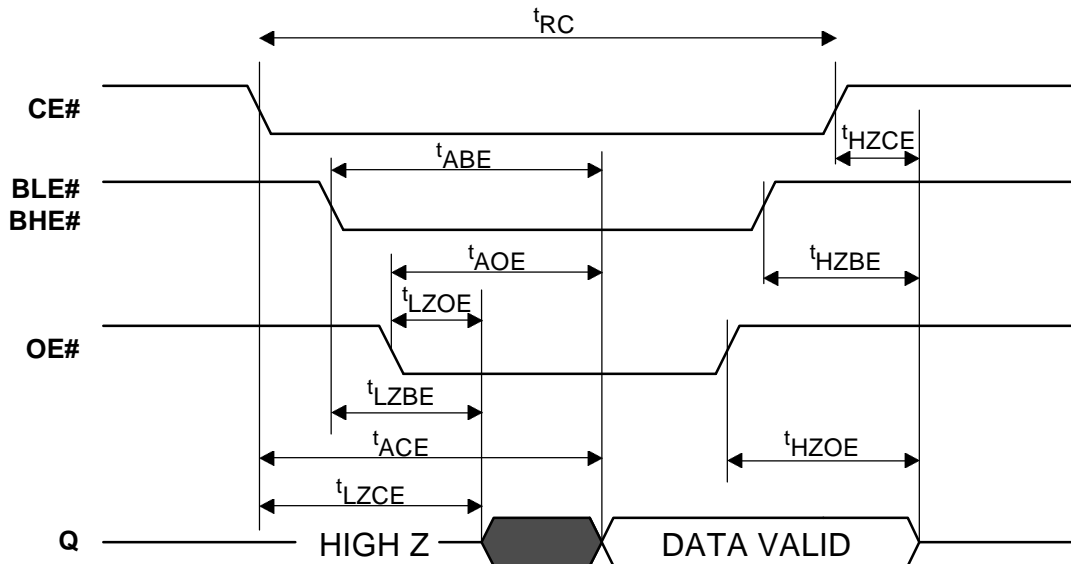 tRC
CE#
tHZCE
tABE
BLE#
BHE#
tAOE
tHZBE
tLZOE
OE#
tLZBE
tACE
tHZOE
tLZCE
Q
HIGH Z
DATA VALID